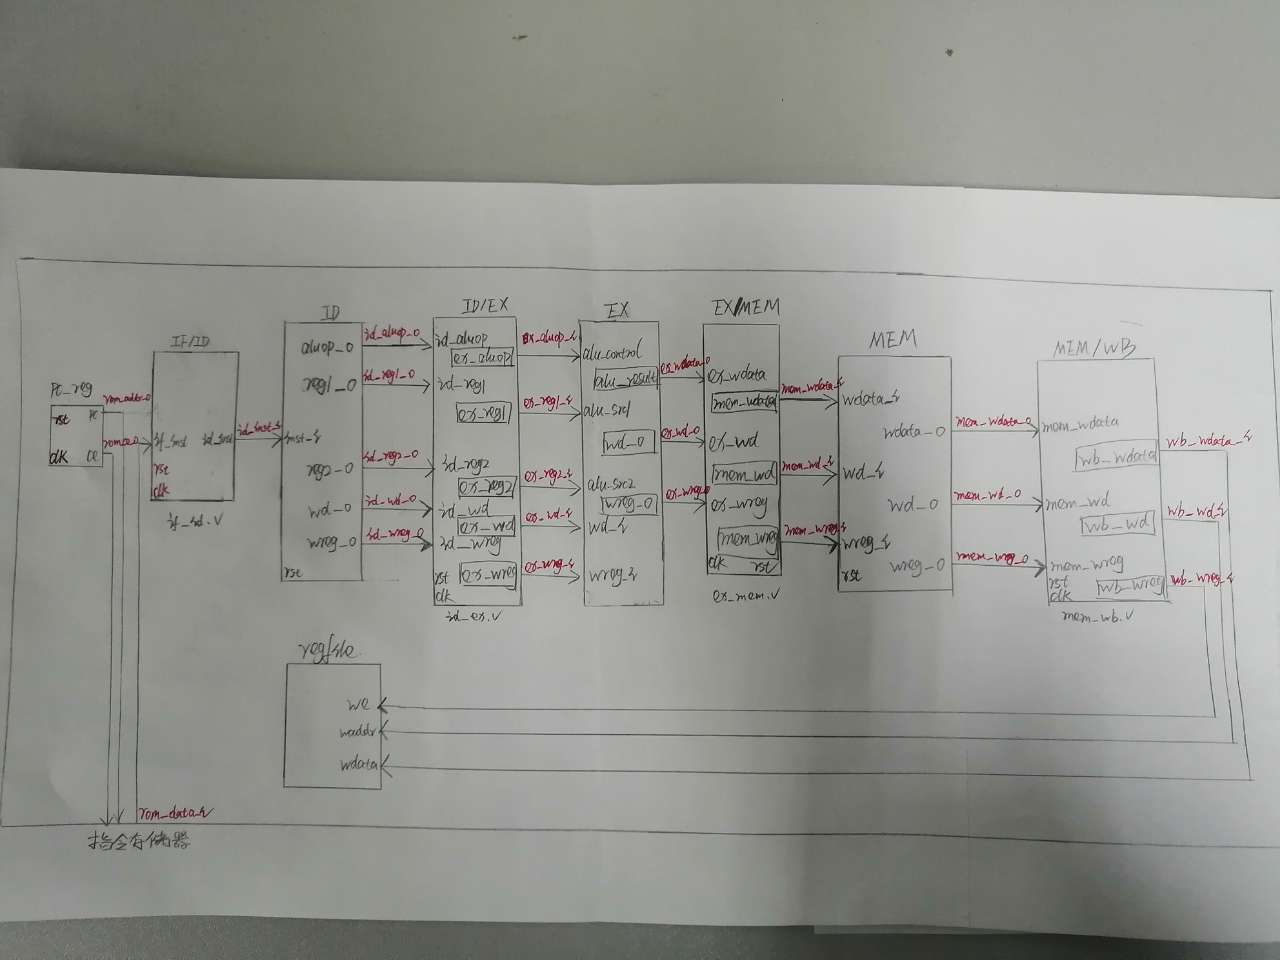 PC_reg
rst
PC
clk
CE
rom_addr_o
rom_ce_o
IF/ID
if_inst
id_inst
rst
clk
if_id.v
id_inst_i
ID
aluop_o
reg1_o
inst_i
reg2_o
wd_o
wreg_o
rst
id_aluop_o
id_reg1_o
id_reg2_o
id_wd_o
id_wreg_o
ID/EX
id_aluop
ex_aluop
id_reg1
ex_reg1
id_reg2
ex_reg2
id_wd
ex_wd
id_wreg
rst
ex_wreg
clk
id_ex.v
ex_aluop_i
ex_reg1_i
ex_reg2_i
ex_wd_i
ex_wreg_i
EX
alu_control
alu_result
alu_src1
wd_o
alu_src2
wreg_o
wd_i
wreg_i
ex_wdata_o
ex_wd_o
ex_wreg_o
EX/MEM
ex_wdata
mem_wdata
ex_wd
mem_wd
ex_wreg
mem_wreg
clk
rst
ex_mem.v
mem_wdata_i
mem_wd_i
mem_wreg_i
MEM
wdata_i
wdata_o
wd_i
wd_o
wreg_i
wreg_o
rst
mem_wdata_o
mem_wd_o
mem_wreg_o
MEM/WB
mem_wdata
wb_wdata
mem_wd
wb_wd
mem_wreg
rst
wb_wreg
clk
mem_wb.v
wb_wdata_i
wb_wd_i
wb_wreg_i
regfile
we
waddr
wdata
rom_data_i
指令存储器